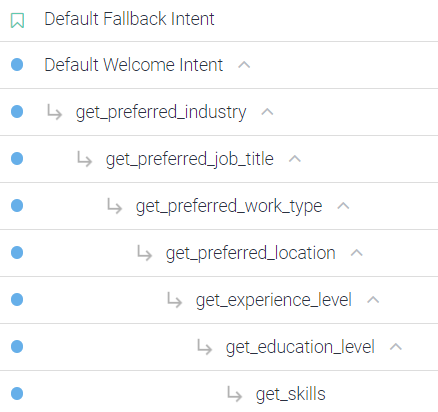 Default Fallback Intent
Default Welcome Intent
get_preferred_industry
get_preferred_job_title
get_preferred_work_type
get_preferred_location
get_experience_level
get_education_level
get_skills